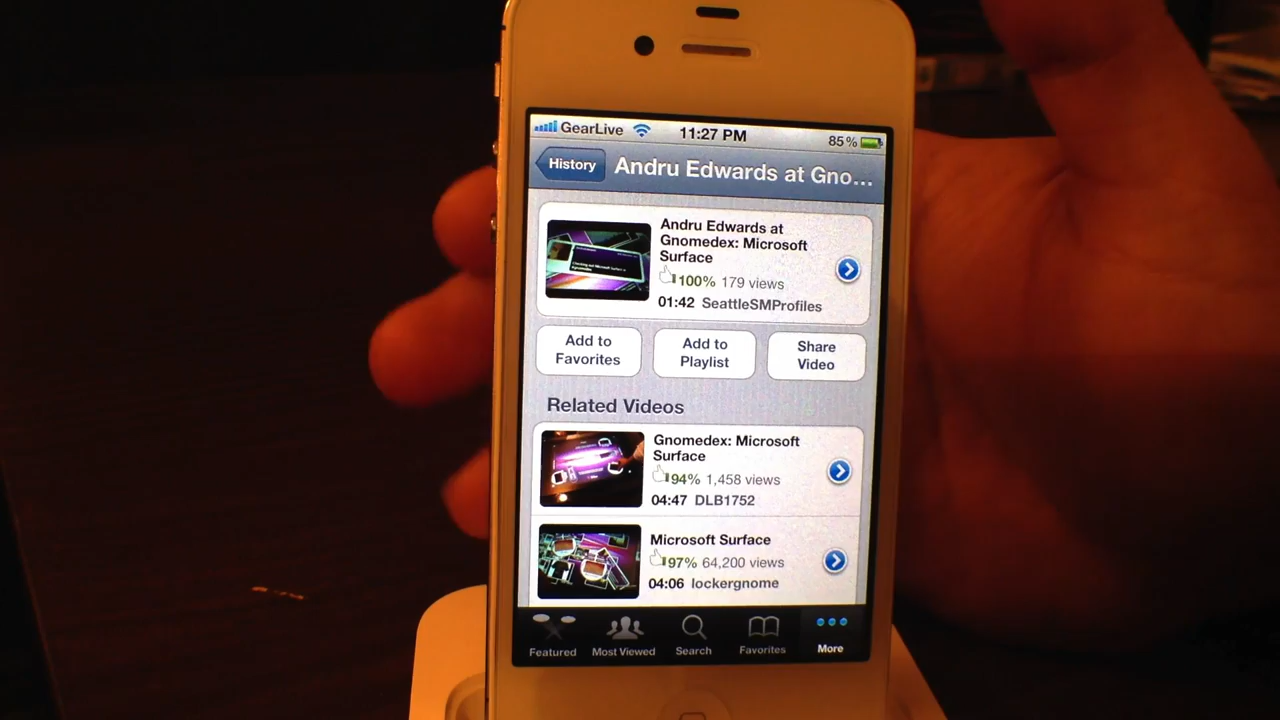 GearLive 11:27 PM 85%
History Andru Edwards at Gno...
Andru Edwards at
Gnomedex: Microsoft
Surface
100% 179 views
01:42 SeattleSMProfiles
Add to
Favorites
Add to
Playlist
Share
Video
Related Videos
Gnomedex: Microsoft
Surface
94% 1,458 views
04:47 DLB1752
Microsoft Surface
97% 64,200 views
04:06 lockergnome
Featured Most Viewed Search Favorites More